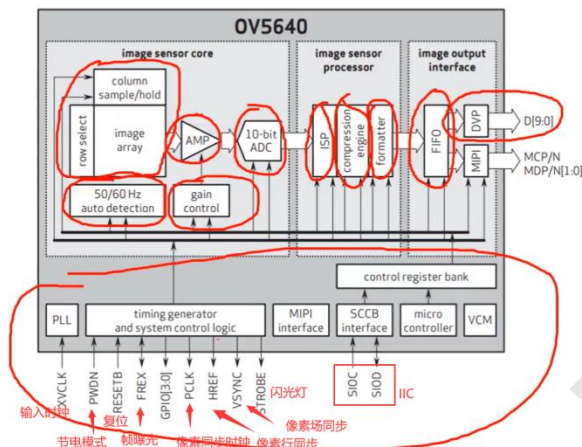 OV5640
image sensor core
image sensor processor
image output interface
column sample/hold
row select
image array
AMP
10-bit ADC
ISP
compression engine
formatter
FIFO
DVP
D[9:0]
MIPI
MCP/N
MDP/N[1:0]
50/60 Hz auto detection
gain control
control register bank
PLL
timing generator and system control logic
MIPI interface
SCCB interface
micro controller
VCM
XVCLK
PWDN
RESETB
FREX
GPIO[3:0]
PCLK
HREF
VSYNC
STROBE
闪光灯
SIOC
SIOD
IIC
输入时钟
复位
节电模式
帧曝光
像素同步时钟
像素行同步
像素场同步